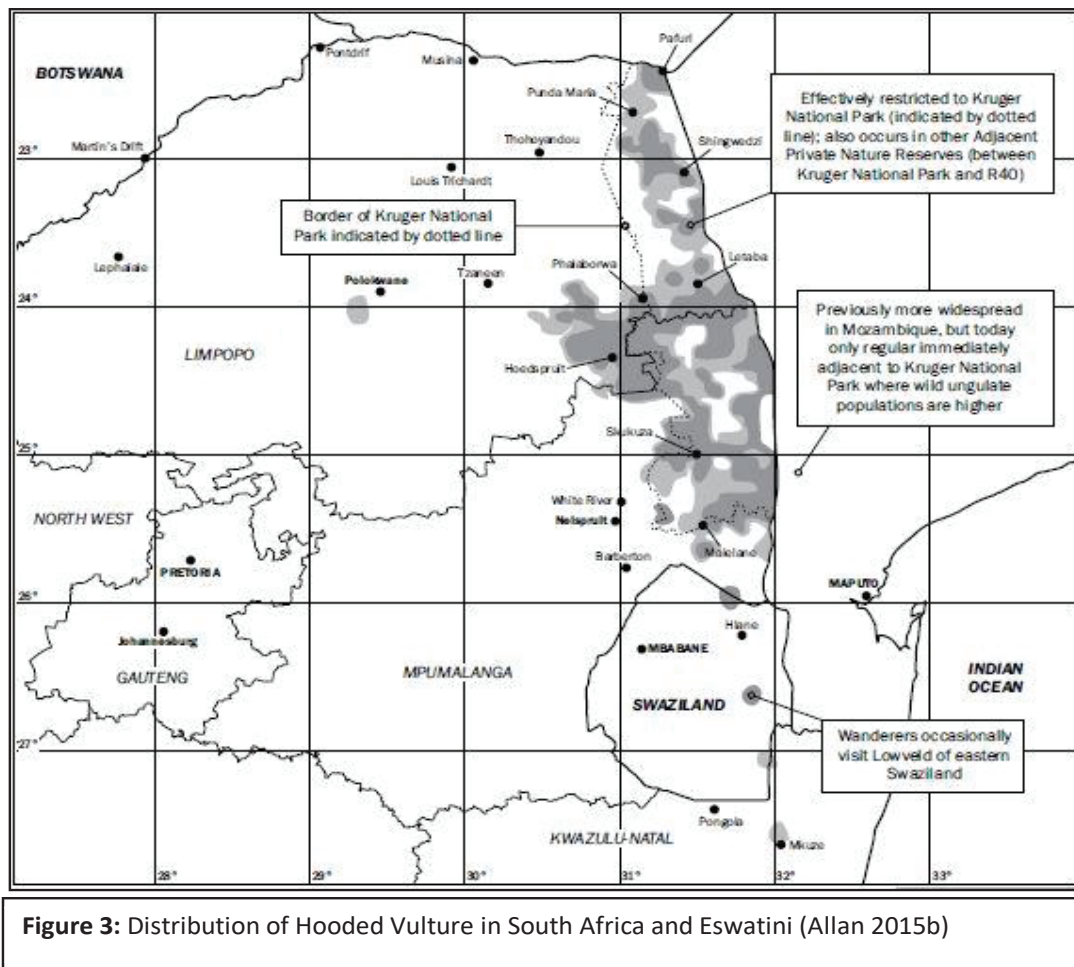 Pontdrif
Pafuri
BOTSWANA
Musina
Punda Maria
Effectively restricted to Kruger
National Park (indicated by dotted
line); also occurs in other Adjacent
Private Nature Reserves (between
Kruger National Park and R40)
Martin's Drift
Thohoyandou
Shingwedzi
23°
Louis Trichardt
Border of Kruger National
Park indicated by dotted line
Lephalale
Polokwane
Tzaneen
Phalaborwa
Letaba
24°
Previously more widespread
in Mozambique, but today
only regular immediately
adjacent to Kruger National
Park where wild ungulate
populations are higher
LIMPOPO
Hoedspruit
Skukuza
25°
NORTH WEST
White River
Nelspruit
Malelane
Barberton
PRETORIA
MAPUTO
26°
Hlane
Johannesburg
MBABANE
GAUTENG
MPUMALANGA
INDIAN
OCEAN
SWAZILAND
27°
Wanderers occasionally
visit Lowveld of eastern
Swaziland
Pongola
KWAZULU-NATAL
Mkuze
28° 29° 30° 31° 32° 33°
Figure 3: Distribution of Hooded Vulture in South Africa and Eswatini (Allan 2015b)